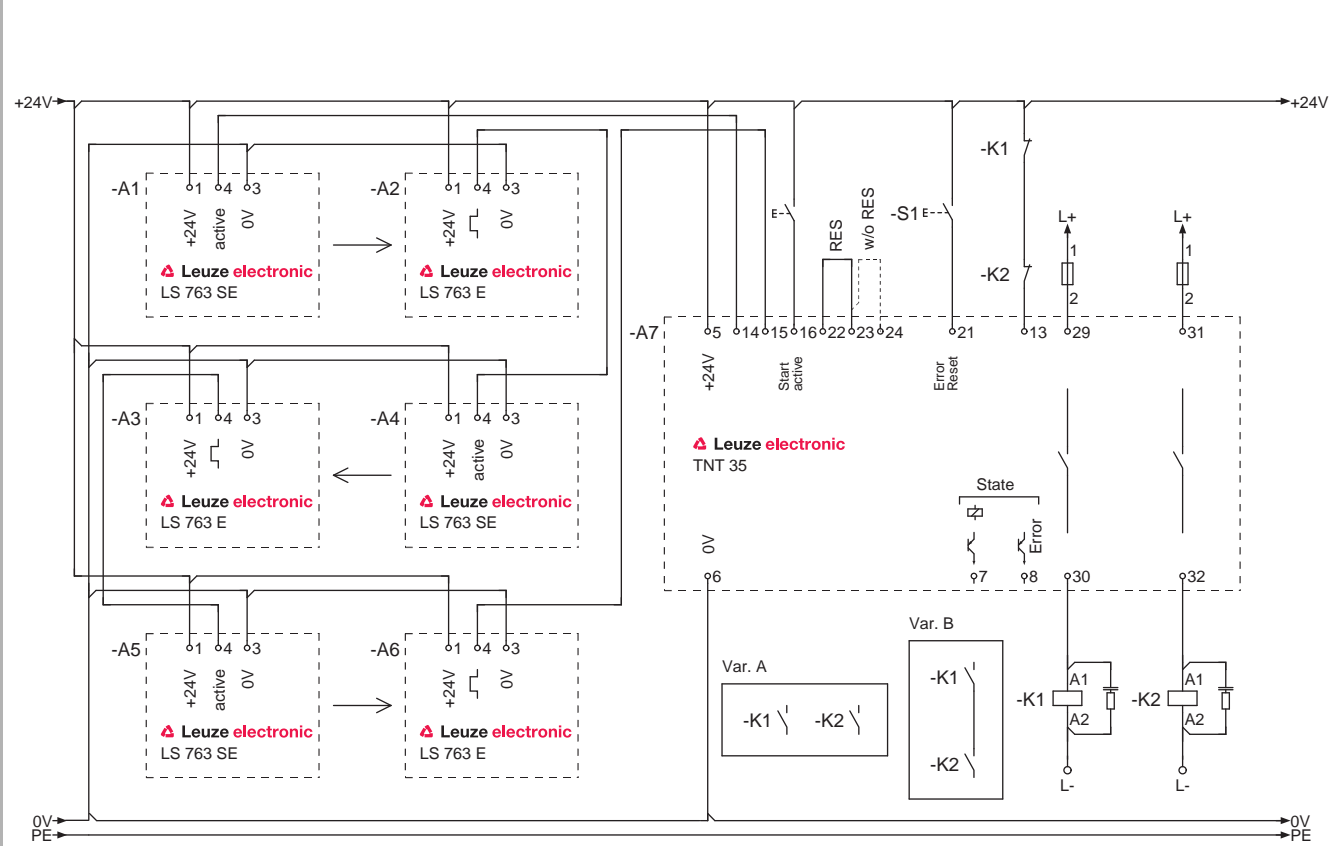 +24V
+24V
-A1
1
4
3
+24V
active
0V
Leuze electronic
LS 763 SE
-A2
1
4
3
+24V
0V
Leuze electronic
LS 763 E
-A3
1
4
3
+24V
0V
Leuze electronic
LS 763 E
-A4
1
4
3
+24V
active
0V
Leuze electronic
LS 763 SE
-A5
1
4
3
+24V
active
0V
Leuze electronic
LS 763 SE
-A6
1
4
3
+24V
0V
Leuze electronic
LS 763 E
E
RES
w/o RES
-S1
E
-K1
-K2
L+
1
2
L+
1
2
-A7
5
14
15
16
22
23
24
21
13
29
31
+24V
Start
active
Error
Reset
Leuze electronic
TNT 35
State
Error
0V
6
7
8
30
32
Var. A
-K1
-K2
Var. B
-K1
-K2
-K1
A1
A2
L-
-K2
A1
A2
L-
0V
PE
0V
PE